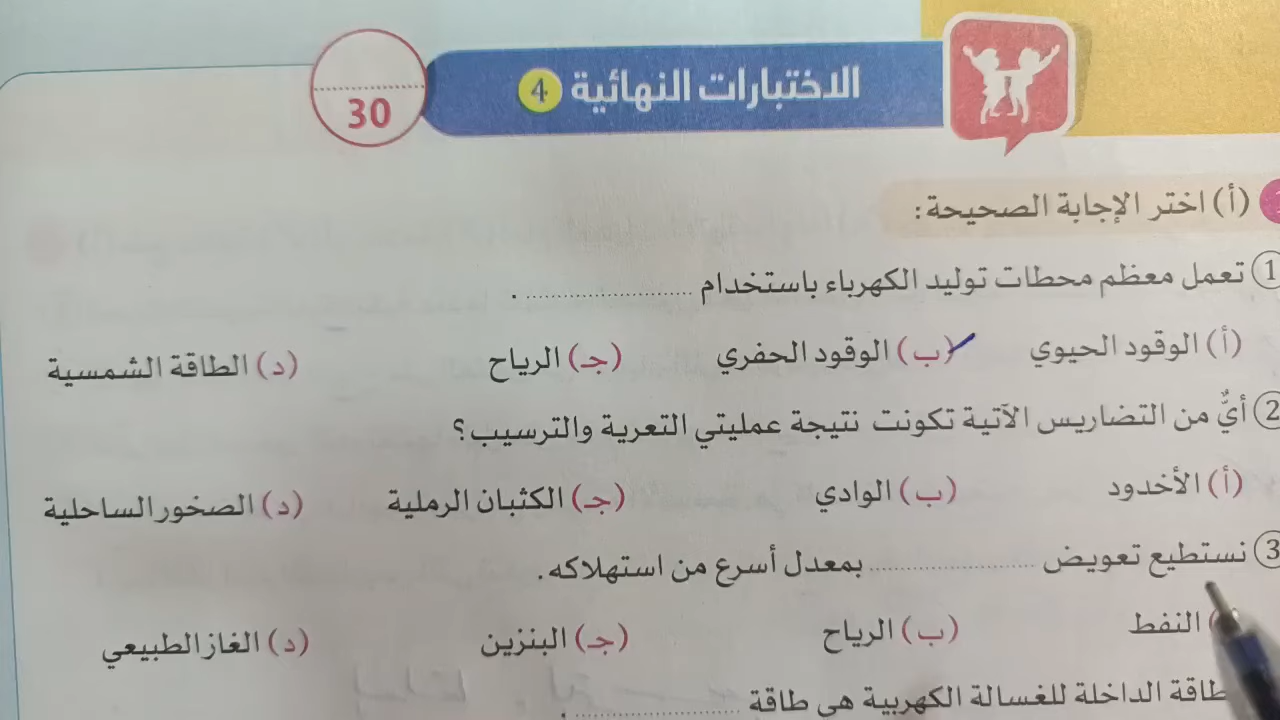 الاختبارات النهائية 4
30
(أ) اختر الإجابة الصحيحة:
1 تعمل معظم محطات توليد الكهرباء باستخدام .................... .
(أ) الوقود الحيوي (ب) الوقود الحفري (جـ) الرياح (د) الطاقة الشمسية
2 أيٌّ من التضاريس الآتية تكونت نتيجة عمليتي التعرية والترسيب؟
(أ) الأخدود (ب) الوادي (جـ) الكثبان الرملية (د) الصخور الساحلية
3 نستطيع تعويض .................... بمعدل أسرع من استهلاكه.
النفط (ب) الرياح (جـ) البنزين (د) الغاز الطبيعي
الداخلة للغسالة الكهربية هي طاقة .................... .